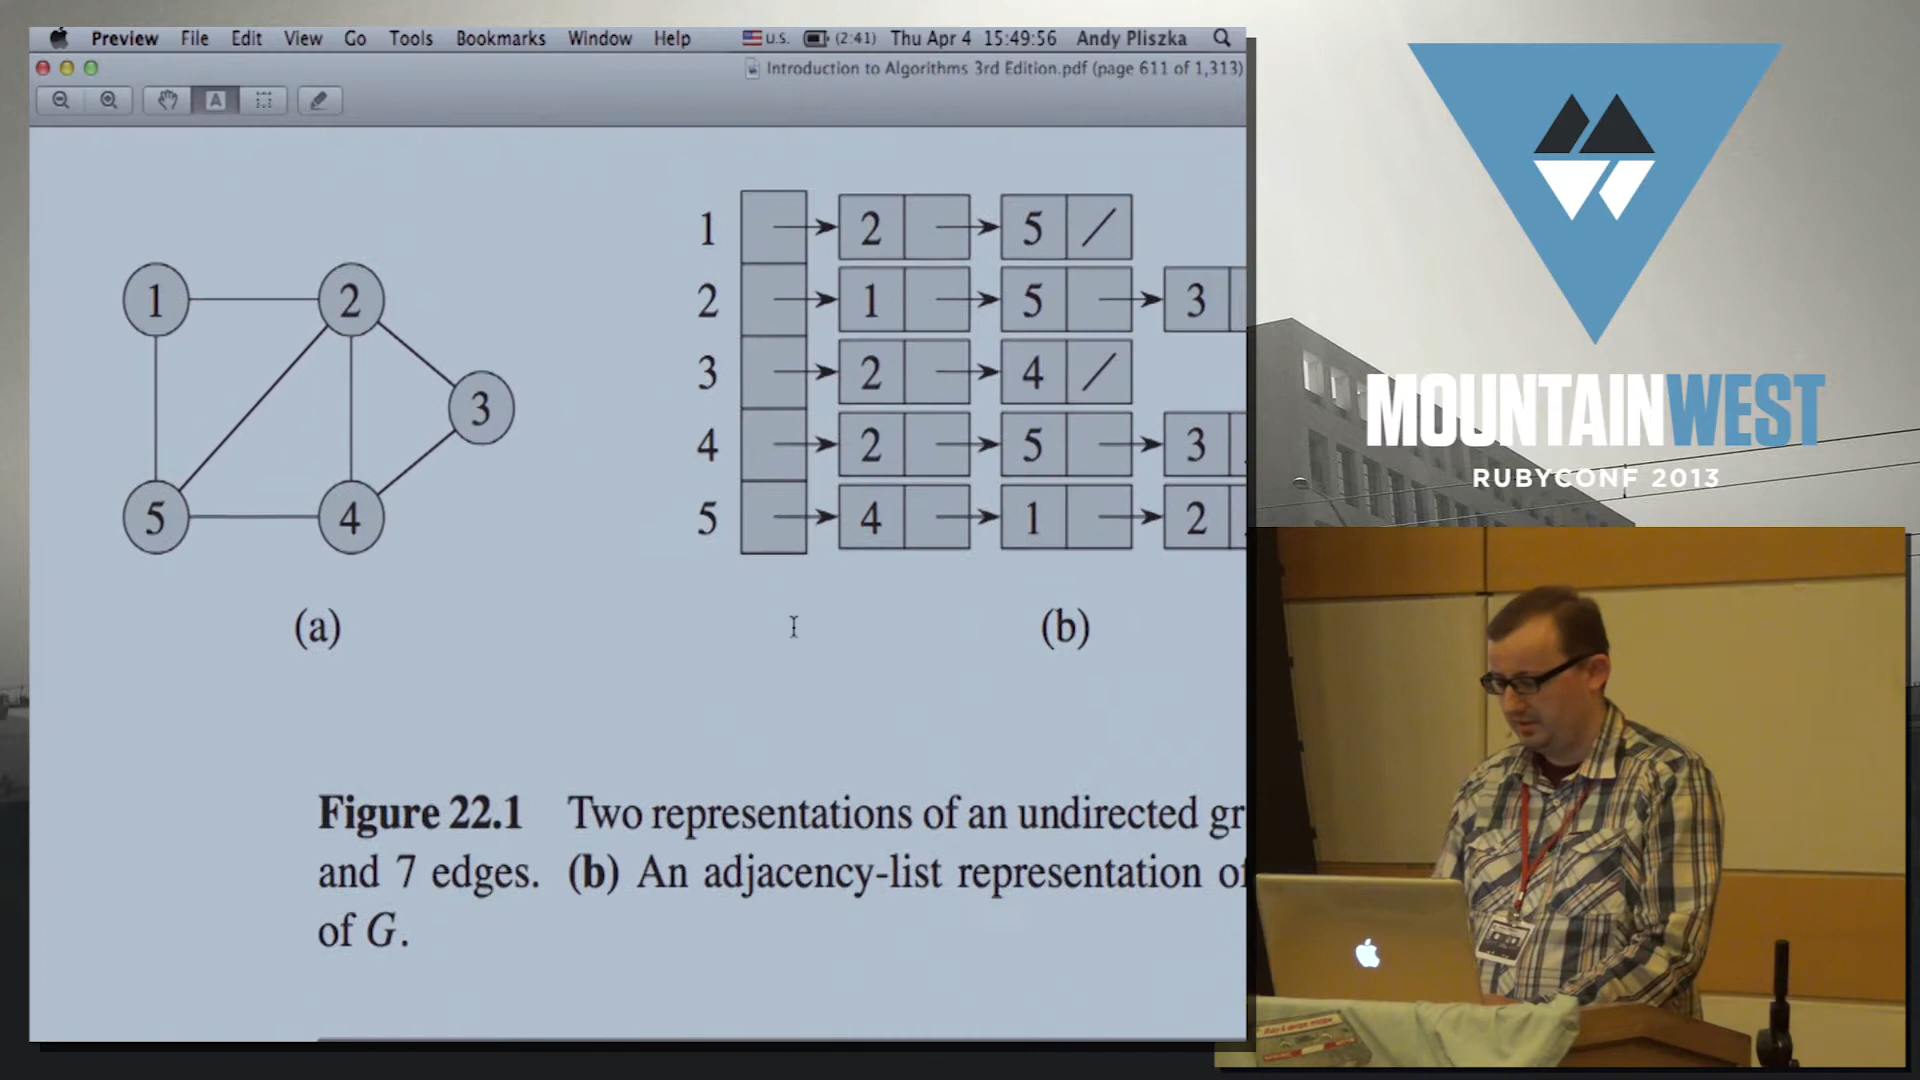 Preview File Edit View Go Tools Bookmarks Window Help U.S. (2:41) Thu Apr 4 15:49:56 Andy Pliszka
Introduction to Algorithms 3rd Edition.pdf (page 611 of 1,313)
A
1 2 5 /
2 1 5 3
3 2 4 /
4 2 5 3
5 4 1 2
1 2
3
5 4
(a) (b)
Figure 22.1 Two representations of an undirected gr
and 7 edges. (b) An adjacency-list representation of
of G.
MOUNTAINWEST
RUBYCONF 2013